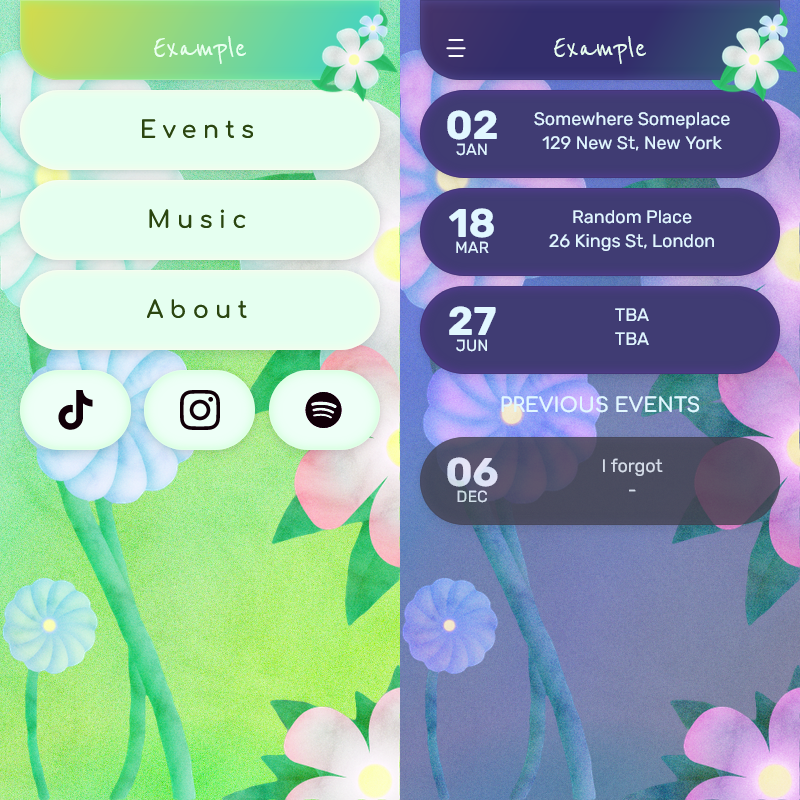 Example
Events
Music
About
Example
02
JAN
Somewhere Someplace
129 New St, New York
18
MAR
Random Place
26 Kings St, London
27
JUN
TBA
TBA
PREVIOUS EVENTS
06
DEC
I forgot
-